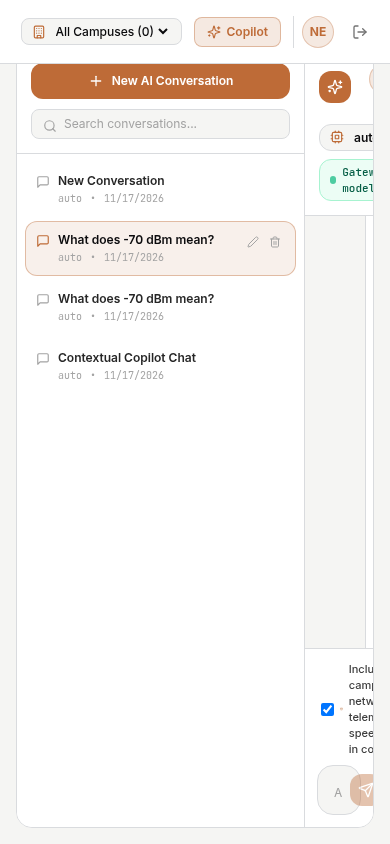 All Campuses (0)
Copilot
NE
New AI Conversation
Search conversations...
New Conversation
auto • 11/17/2026
What does -70 dBm mean?
auto • 11/17/2026
What does -70 dBm mean?
auto • 11/17/2026
Contextual Copilot Chat
auto • 11/17/2026
aut
Gatew
model
Inclu
camp
netw
telen
spee
in co
A